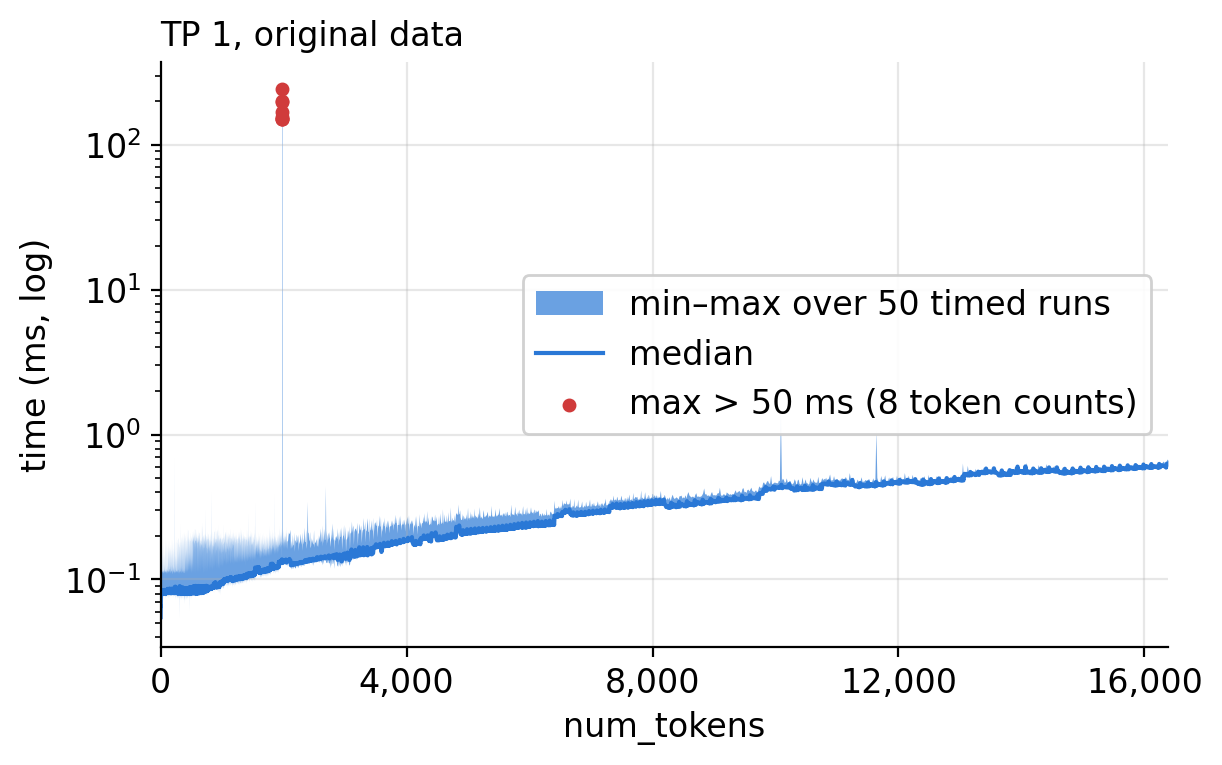 TP 1, original data
10²
10¹
10⁰
10⁻¹
time (ms, log)
min–max over 50 timed runs
median
max > 50 ms (8 token counts)
0 4,000 8,000 12,000 16,000
num_tokens